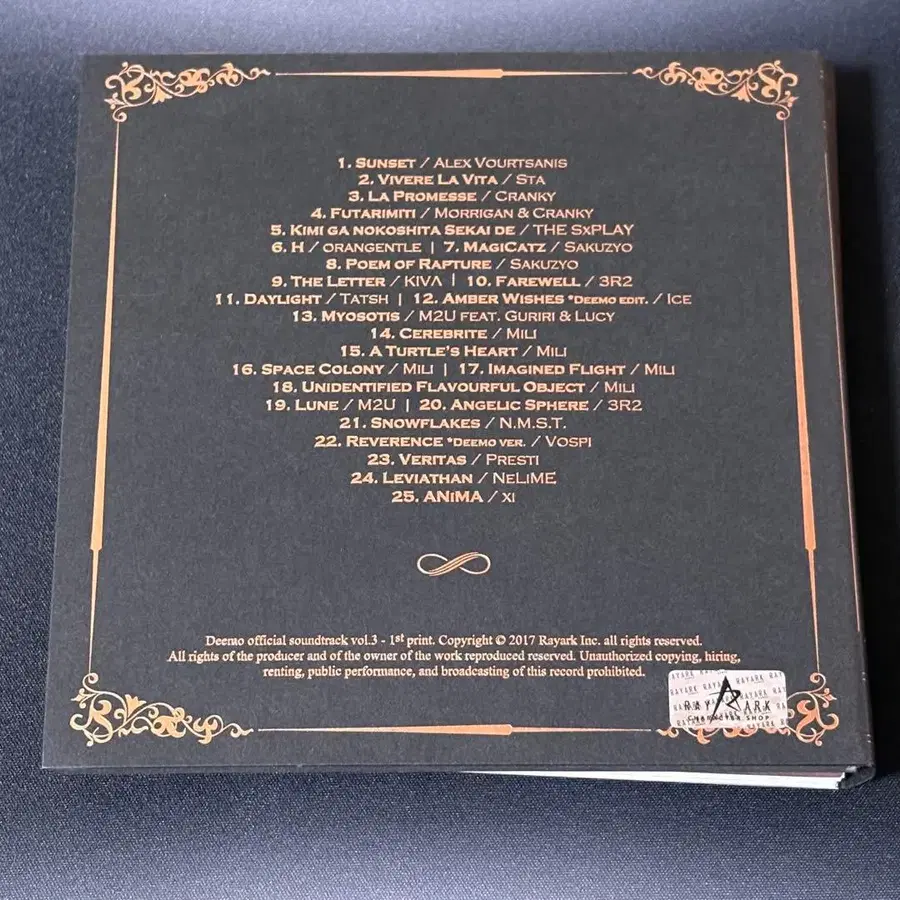 1. Sunset / Alex Vourtsanis
2. Vivere La Vita / Sta
3. La Promesse / Cranky
4. Futarimiti / Morrigan & Cranky
5. Kimi ga nokoshita Sekai de / THE SxPLAY
6. H / orangentle | 7. MagiCatz / Sakuzyo
8. Poem of Rapture / Sakuzyo
9. The Letter / KIVΛ | 10. Farewell / 3R2
11. Daylight / Tatsh | 12. Amber Wishes *Deemo edit. / Ice
13. Myosotis / M2U feat. Guriri & Lucy
14. Cerebrite / Mili
15. A Turtle's Heart / Mili
16. Space Colony / Mili | 17. Imagined Flight / Mili
18. Unidentified Flavourful Object / Mili
19. Lune / M2U | 20. Angelic Sphere / 3R2
21. Snowflakes / N.M.S.T.
22. Reverence *Deemo ver. / Vospi
23. Veritas / Presti
24. Leviathan / NeLiME
25. ANiMA / xi
Deemo official soundtrack vol.3 - 1st print. Copyright © 2017 Rayark Inc. all rights reserved.
All rights of the producer and of the owner of the work reproduced reserved. Unauthorized copying, hiring,
renting, public performance, and broadcasting of this record prohibited.
RAYARK
CHARACTER SHOP